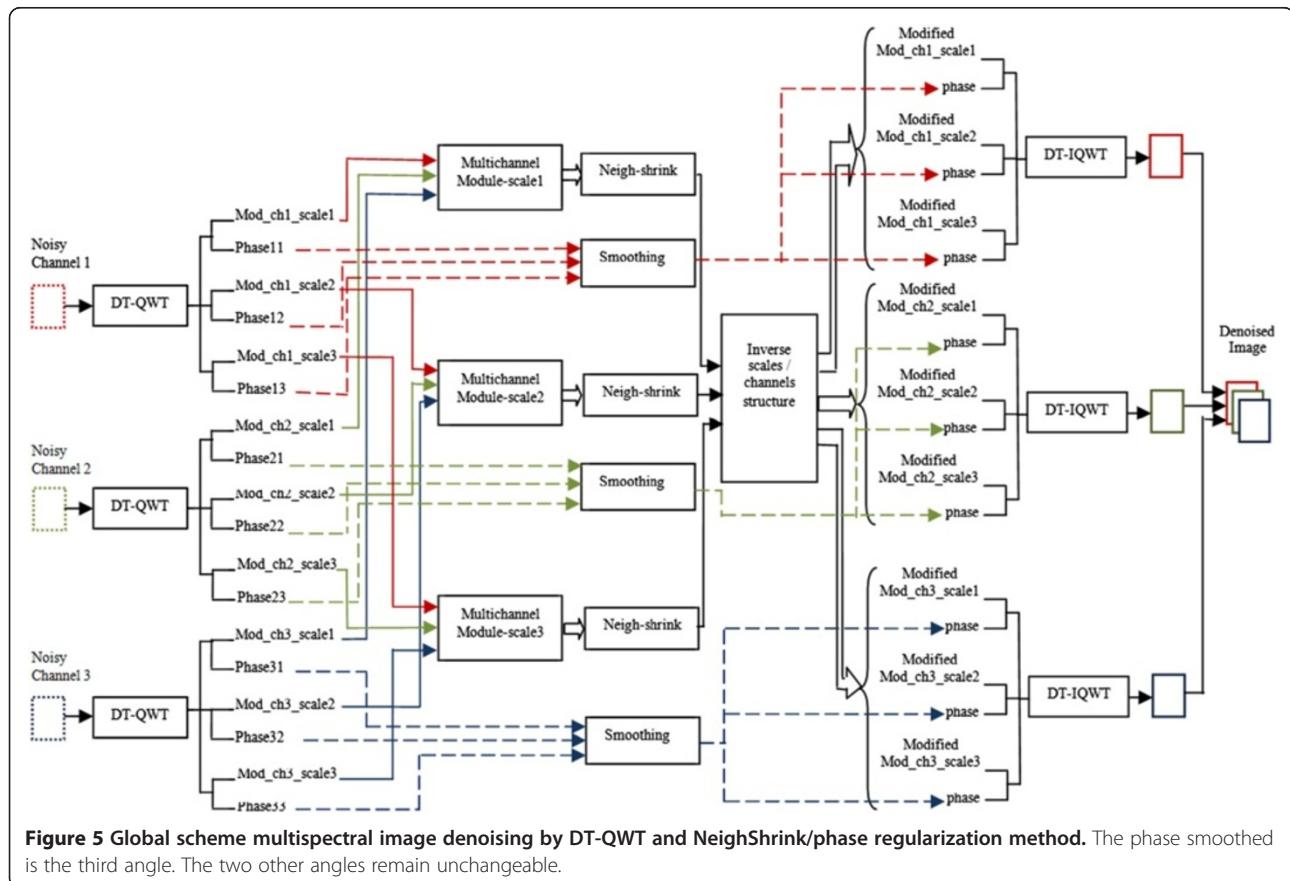 Noisy
Channel 1
DT-QWT
Mod_ch1_scale1
Phase11
Mod_ch1_scale2
Phase12
Mod_ch1_scale3
Phase13
Noisy
Channel 2
DT-QWT
Mod_ch2_scale1
Phase21
Mod_ch2_scale2
Phase22
Mod_ch2_scale3
Phase23
Noisy
Channel 3
DT-QWT
Mod_ch3_scale1
Phase31
Mod_ch3_scale2
Phase32
Mod_ch3_scale3
Phase33
Multichannel
Module-scale1
Neigh-shrink
Smoothing
Multichannel
Module-scale2
Neigh-shrink
Smoothing
Multichannel
Module-scale3
Neigh-shrink
Smoothing
Inverse
scales /
channels
structure
Modified
Mod_ch1_scale1
phase
Modified
Mod_ch1_scale2
phase
Modified
Mod_ch1_scale3
phase
DT-IQWT
Modified
Mod_ch2_scale1
phase
Modified
Mod_ch2_scale2
phase
Modified
Mod_ch2_scale3
phase
DT-IQWT
Modified
Mod_ch3_scale1
phase
Modified
Mod_ch3_scale2
phase
Modified
Mod_ch3_scale3
phase
DT-IQWT
Denoised
Image
Figure 5 Global scheme multispectral image denoising by DT-QWT and NeighShrink/phase regularization method. The phase smoothed
is the third angle. The two other angles remain unchangeable.